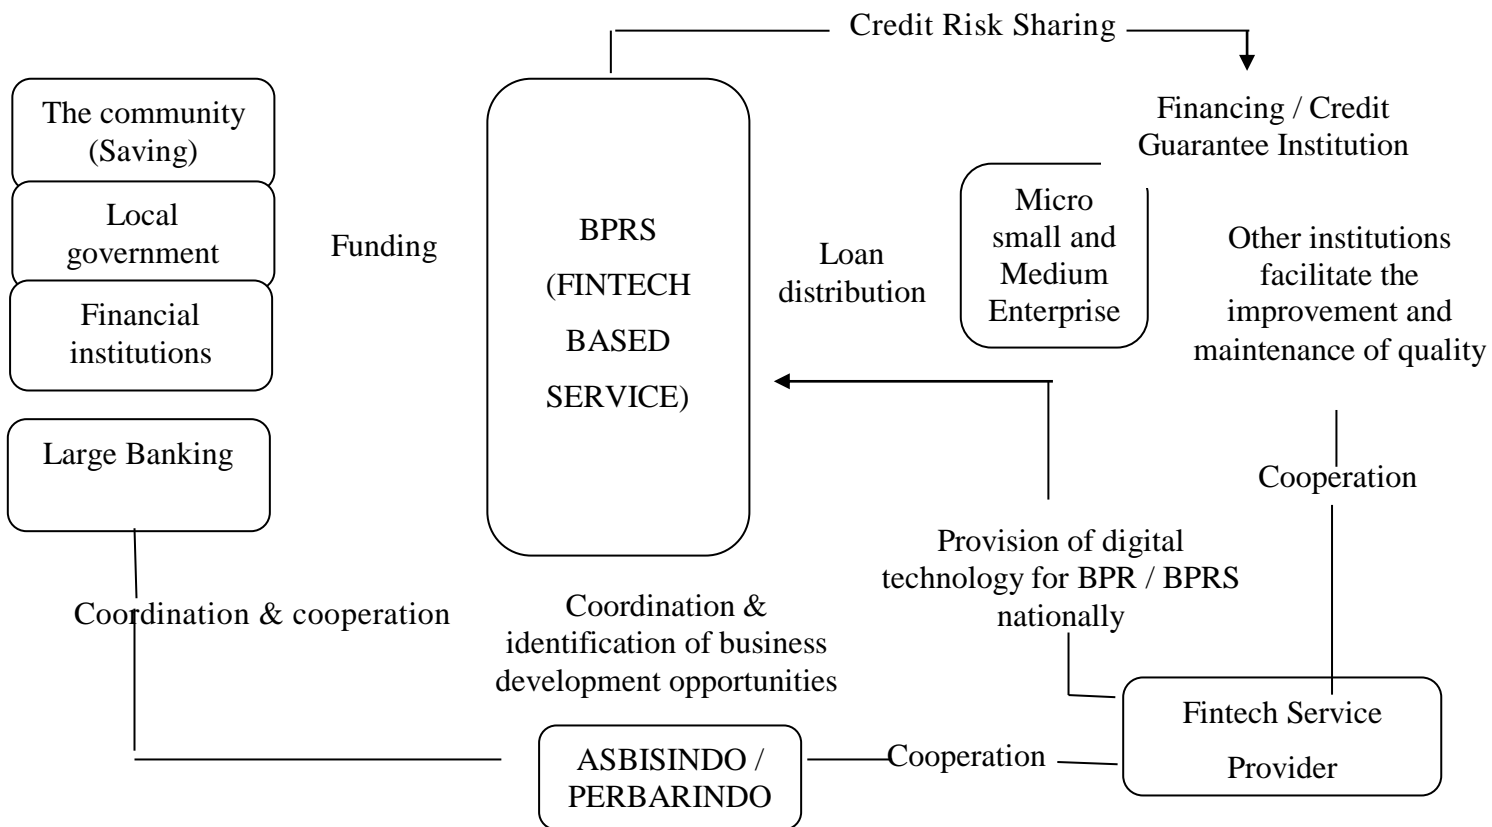 Credit Risk Sharing
The community
(Saving)
Local
government
Financial
institutions
Large Banking
Funding
BPRS
(FINTECH
BASED
SERVICE)
Loan
distribution
Micro
small and
Medium
Enterprise
Financing / Credit
Guarantee Institution
Other institutions
facilitate the
improvement and
maintenance of quality
Cooperation
Provision of digital
technology for BPR / BPRS
nationally
Coordination & cooperation
Coordination &
identification of business
development opportunities
ASBISINDO /
PERBARINDO
Cooperation
Fintech Service
Provider